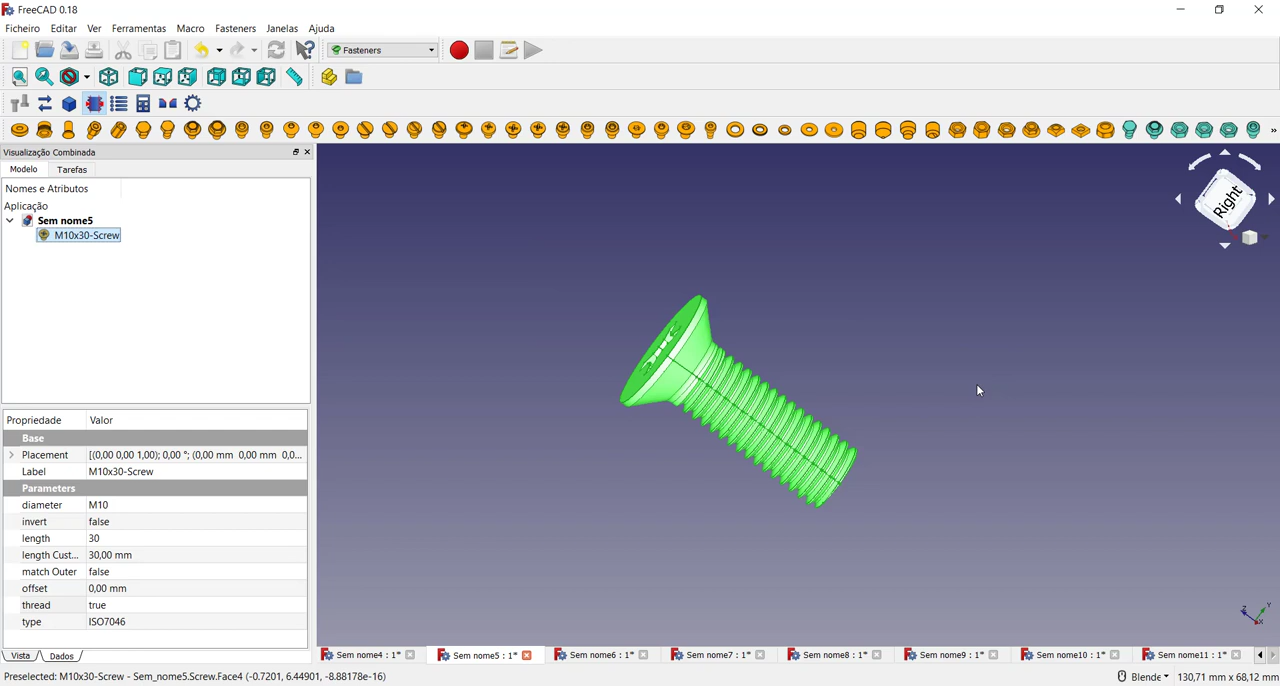 FreeCAD 0.18
Ficheiro Editar Ver Ferramentas Macro Fasteners Janelas Ajuda
Fasteners
Visualização Combinada
Modelo Tarefas
Nomes e Atributos
Aplicação
Sem nome5
M10x30-Screw
Right
Z Y X
Propriedade Valor
Base
Placement [(0,00 0,00 1,00); 0,00 °; (0,00 mm 0,00 mm 0,0...
Label M10x30-Screw
Parameters
diameter M10
invert false
length 30
length Cust... 30,00 mm
match Outer false
offset 0,00 mm
thread true
type ISO7046
Vista Dados
Sem nome4 : 1* Sem nome5 : 1* Sem nome6 : 1* Sem nome7 : 1* Sem nome8 : 1* Sem nome9 : 1* Sem nome10 : 1* Sem nome11 : 1*
Preselected: M10x30-Screw - Sem_nome5.Screw.Face4 (-0.7201, 6.44901, -8.88178e-16) Blende 130,71 mm x 68,12 mm